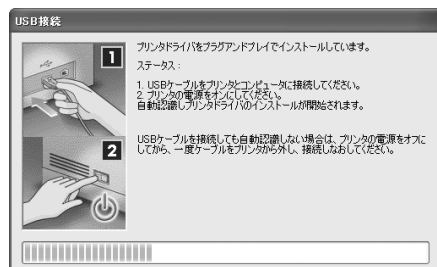 USB接続
1
プリンタドライバをプラグアンドプレイでインストールしています。
ステータス：
1. USBケーブルをプリンタとコンピュータに接続してください。
2. プリンタの電源をオンにしてください。
自動認識しプリンタドライバのインストールが開始されます。
2
USBケーブルを接続しても自動認識しない場合は、プリンタの電源をオフに
してから、一度ケーブルをプリンタから外し、接続しなおしてください。